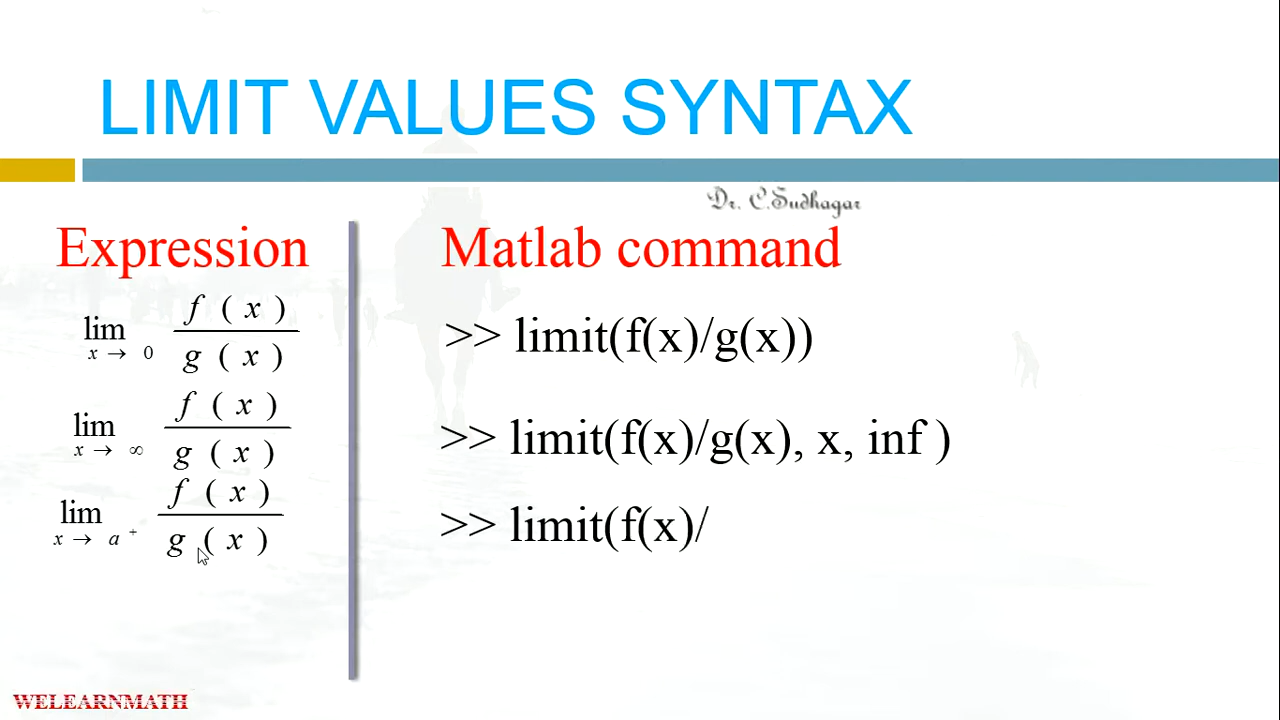 LIMIT VALUES SYNTAX
Dr. C.Sudhagar
Expression
Matlab command
lim x → 0 f ( x ) / g ( x )
>> limit(f(x)/g(x))
lim x → ∞ f ( x ) / g ( x )
>> limit(f(x)/g(x), x, inf )
lim x → a + f ( x ) / g ( x )
>> limit(f(x)/
WELEARNMATH